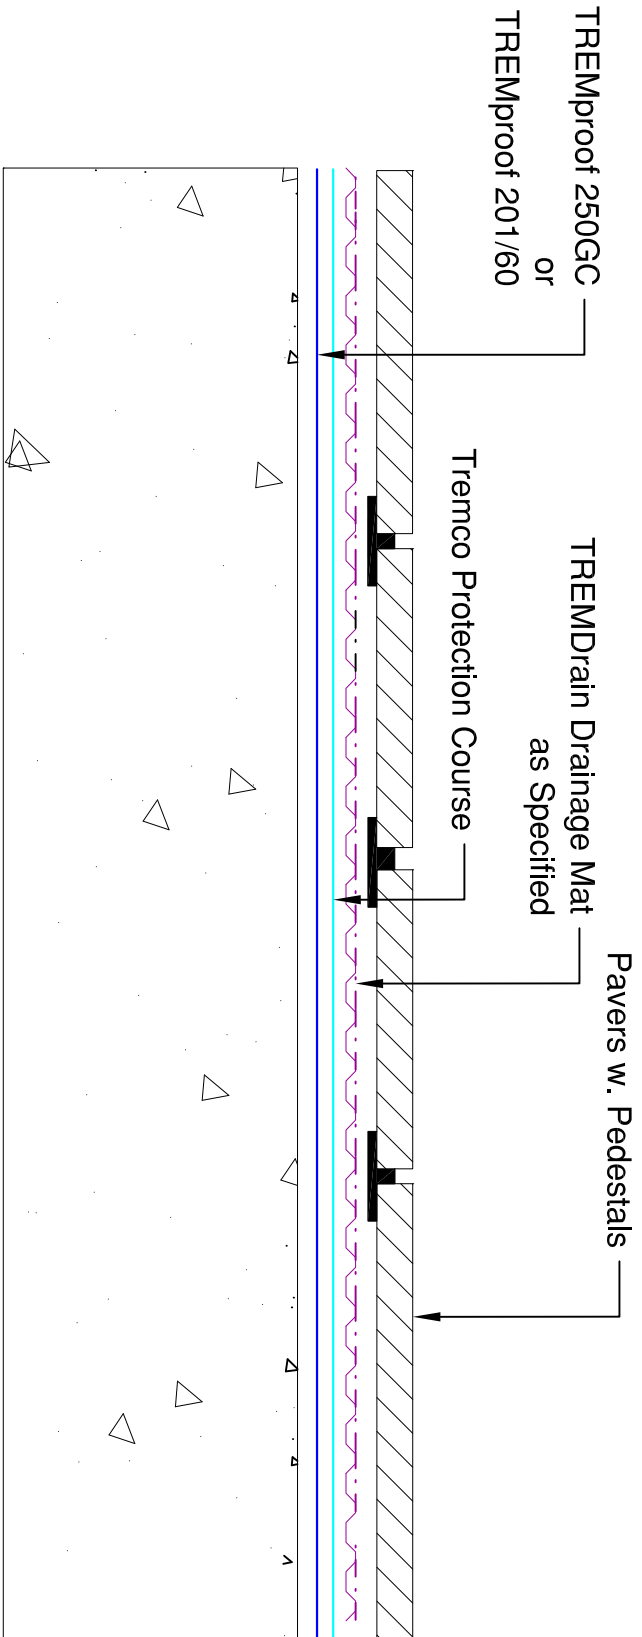 TREMproof 250GC
or
TREMproof 201/60
Tremco Protection Course
TREMDrain Drainage Mat
as Specified
Pavers w. Pedestals